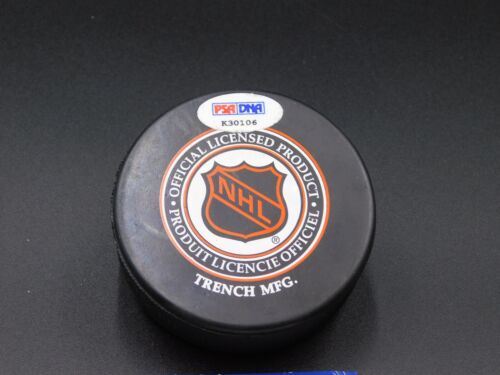 PSA DNA
K30106
• OFFICIAL LICENSED PRODUCT •
NHL
®
PRODUIT LICENCIE OFFICIEL
TRENCH MFG.